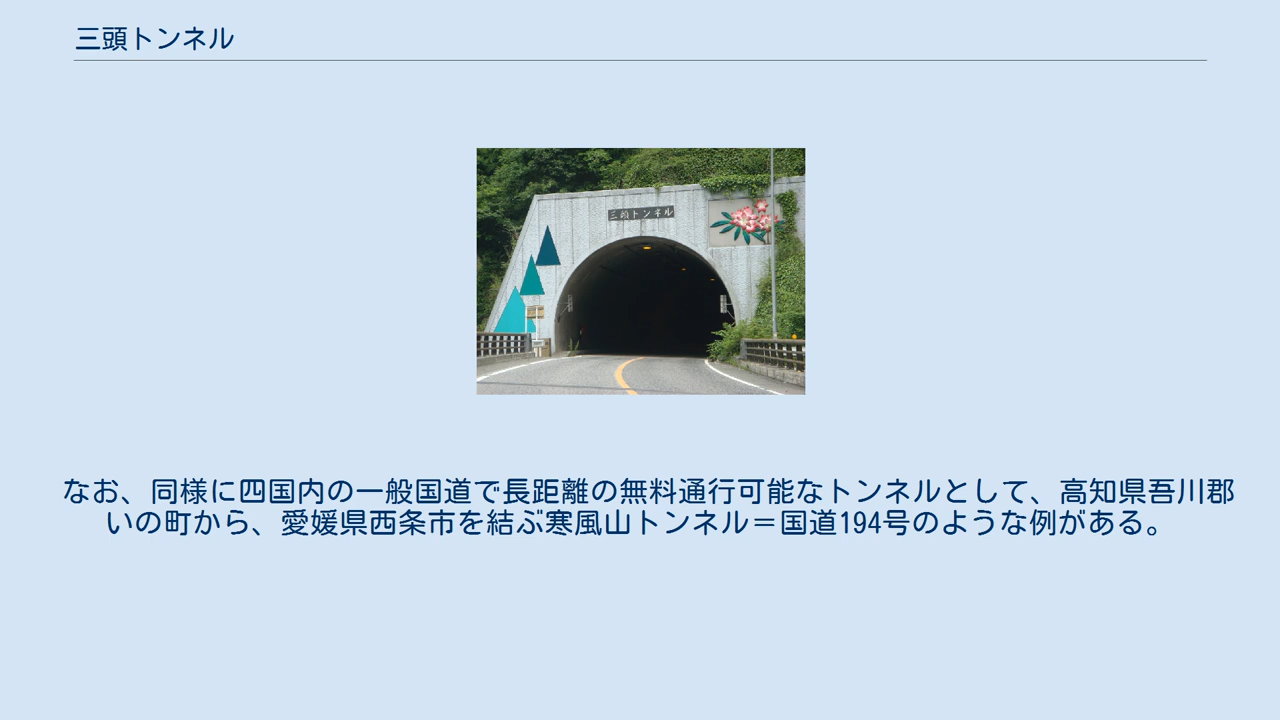 三頭トンネル
三頭トンネル
なお、同様に四国内の一般国道で長距離の無料通行可能なトンネルとして、高知県吾川郡
いの町から、愛媛県西条市を結ぶ寒風山トンネル＝国道194号のような例がある。